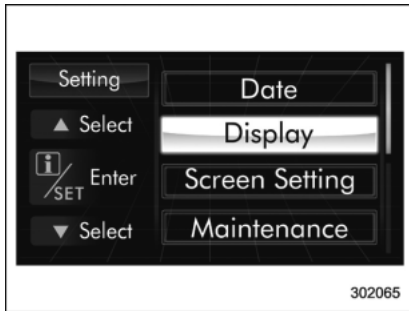 Setting
▲ Select
i/SET Enter
▼ Select
Date
Display
Screen Setting
Maintenance
302065